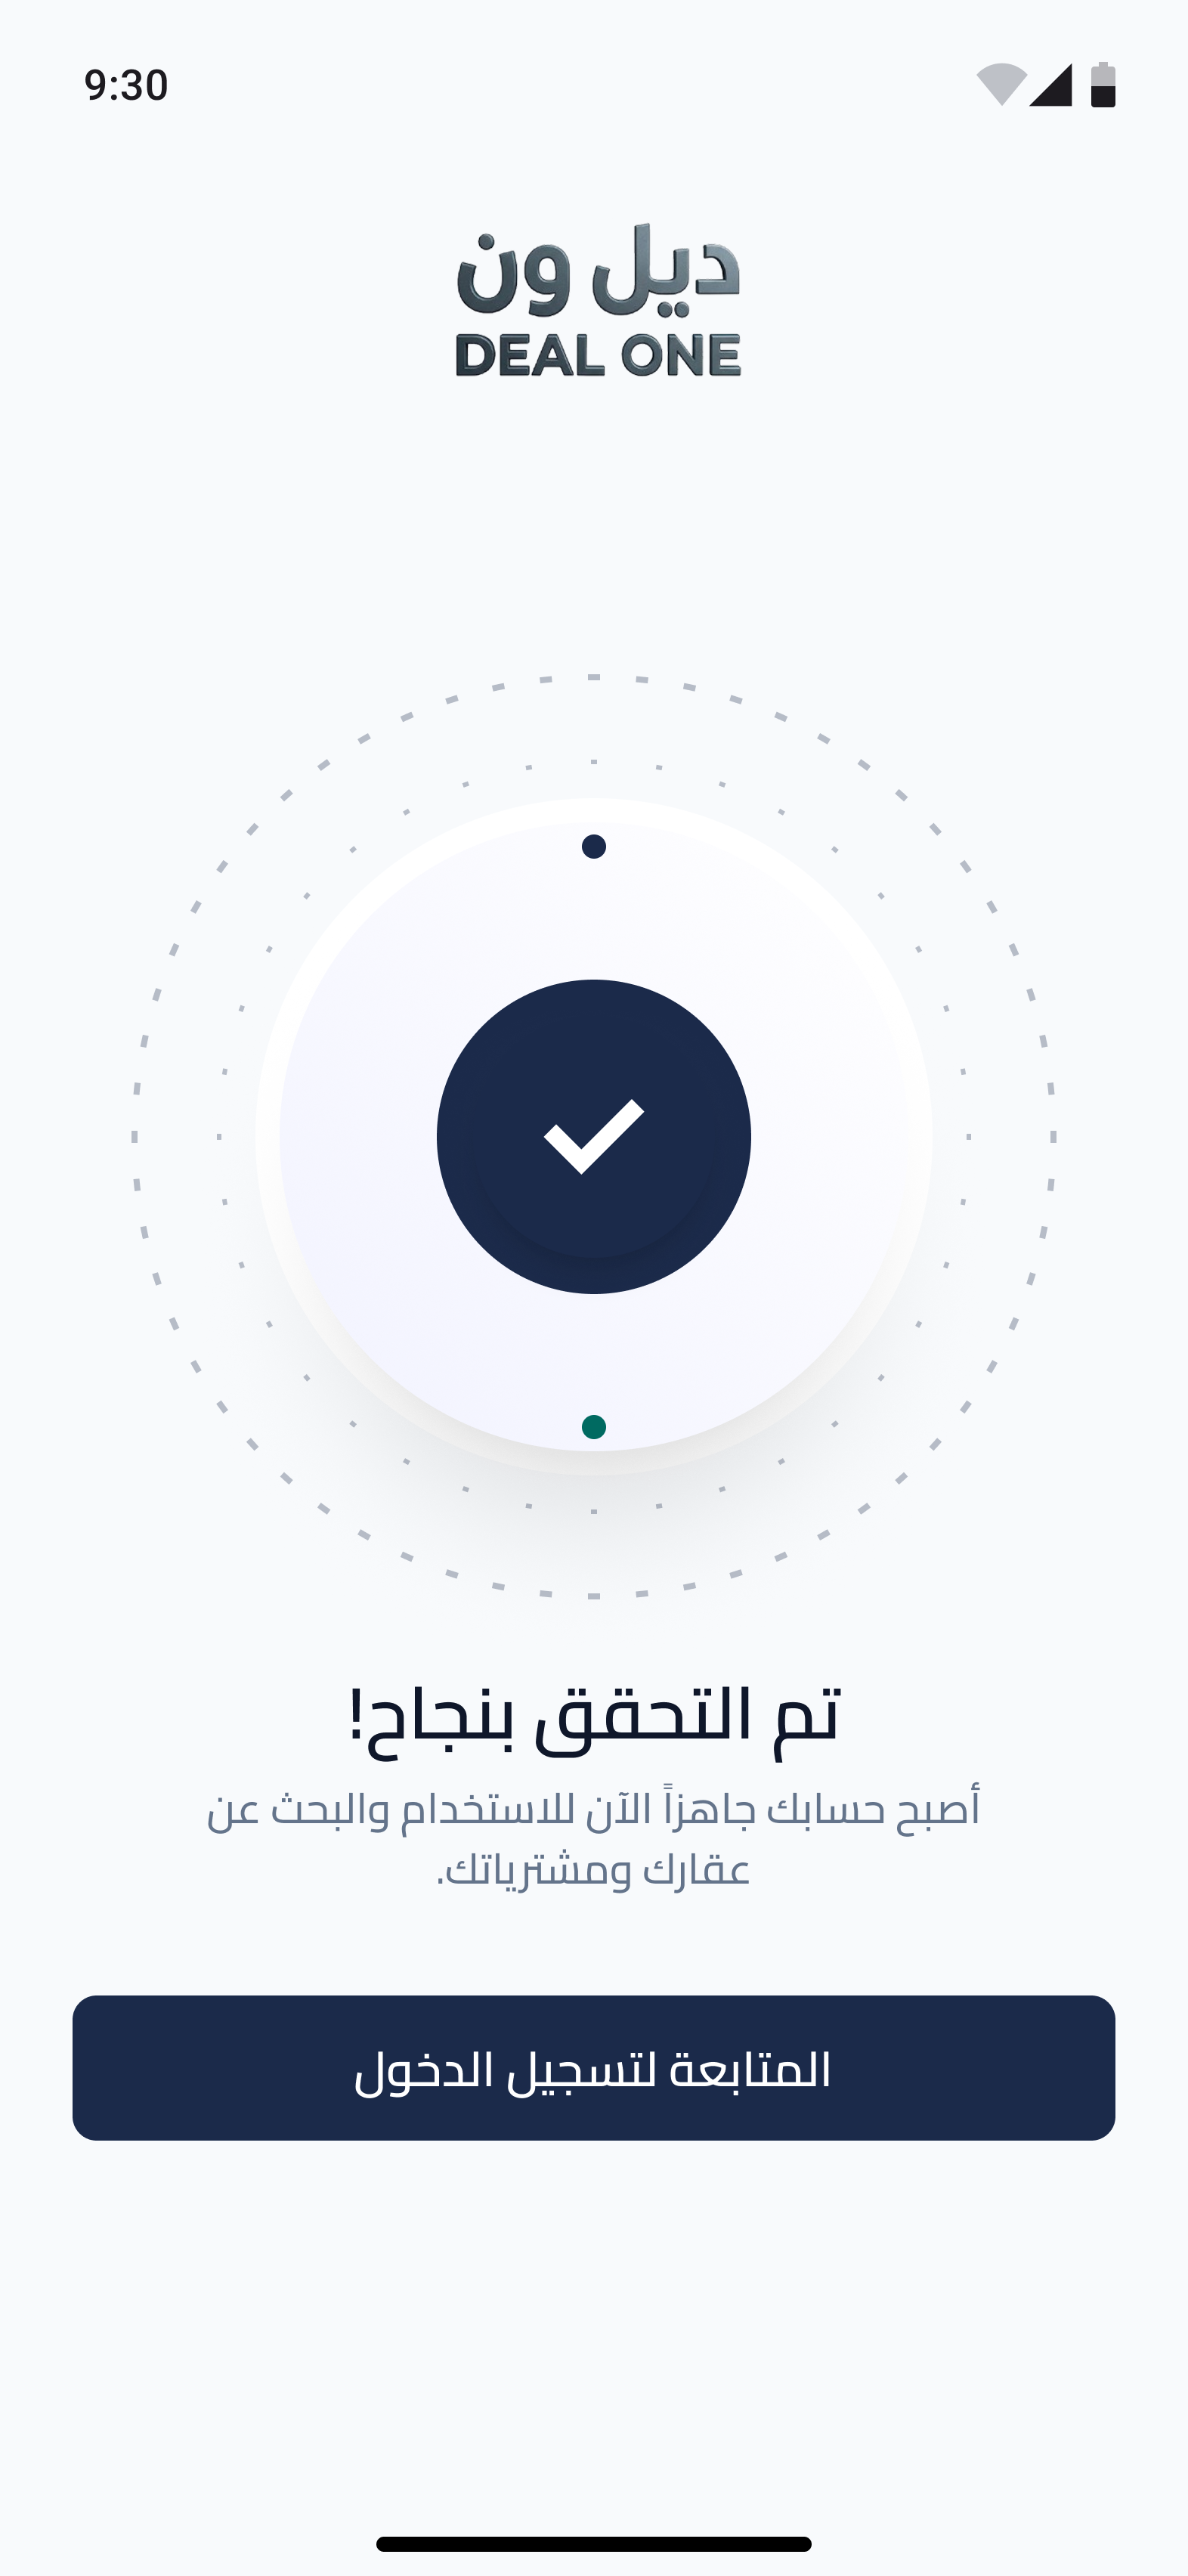 9:30
ديل ون
DEAL ONE
تم التحقق بنجاح!
أصبح حسابك جاهزاً الآن للاستخدام والبحث عن
عقارك ومشترياتك.
المتابعة لتسجيل الدخول